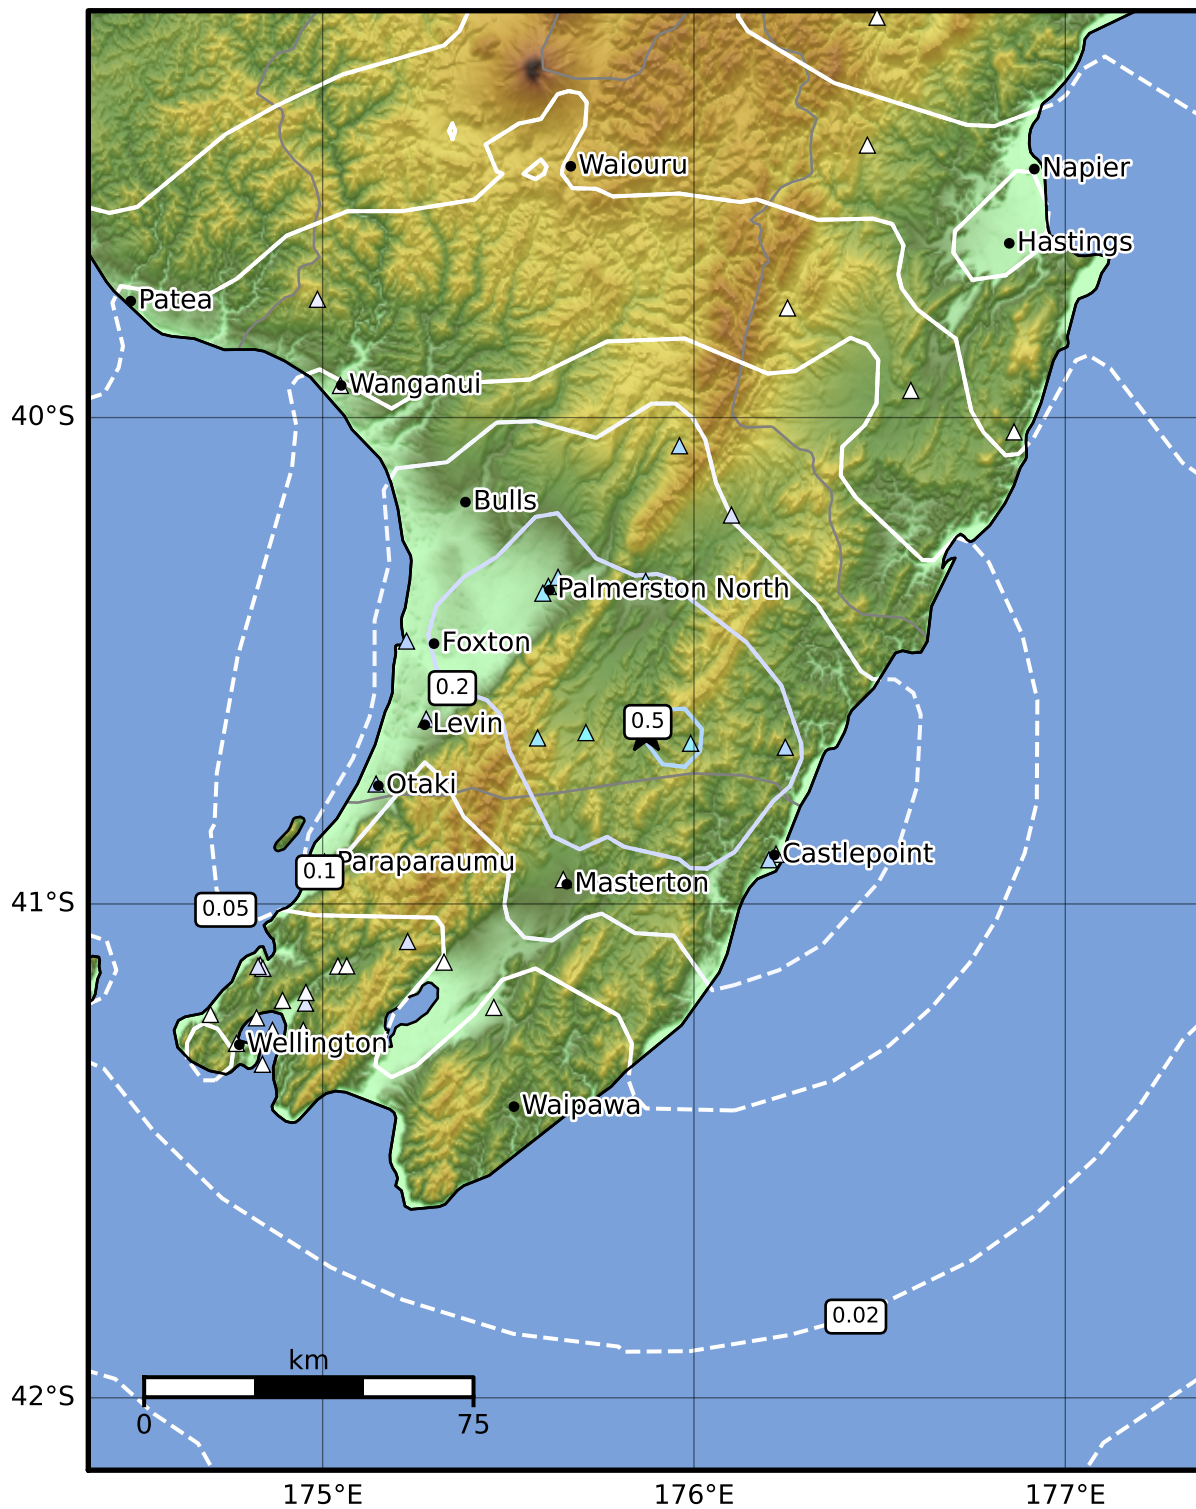 Waiouru
Napier
Hastings
Patea
Wanganui
40°S
Bulls
Palmerston North
Foxton
0.2
Levin
0.5
Otaki
Castlepoint
Paraparaumu
0.1
Masterton
41°S
0.05
Wellington
Waipawa
0.02
km
42°S
0
75
175°E
176°E
177°E